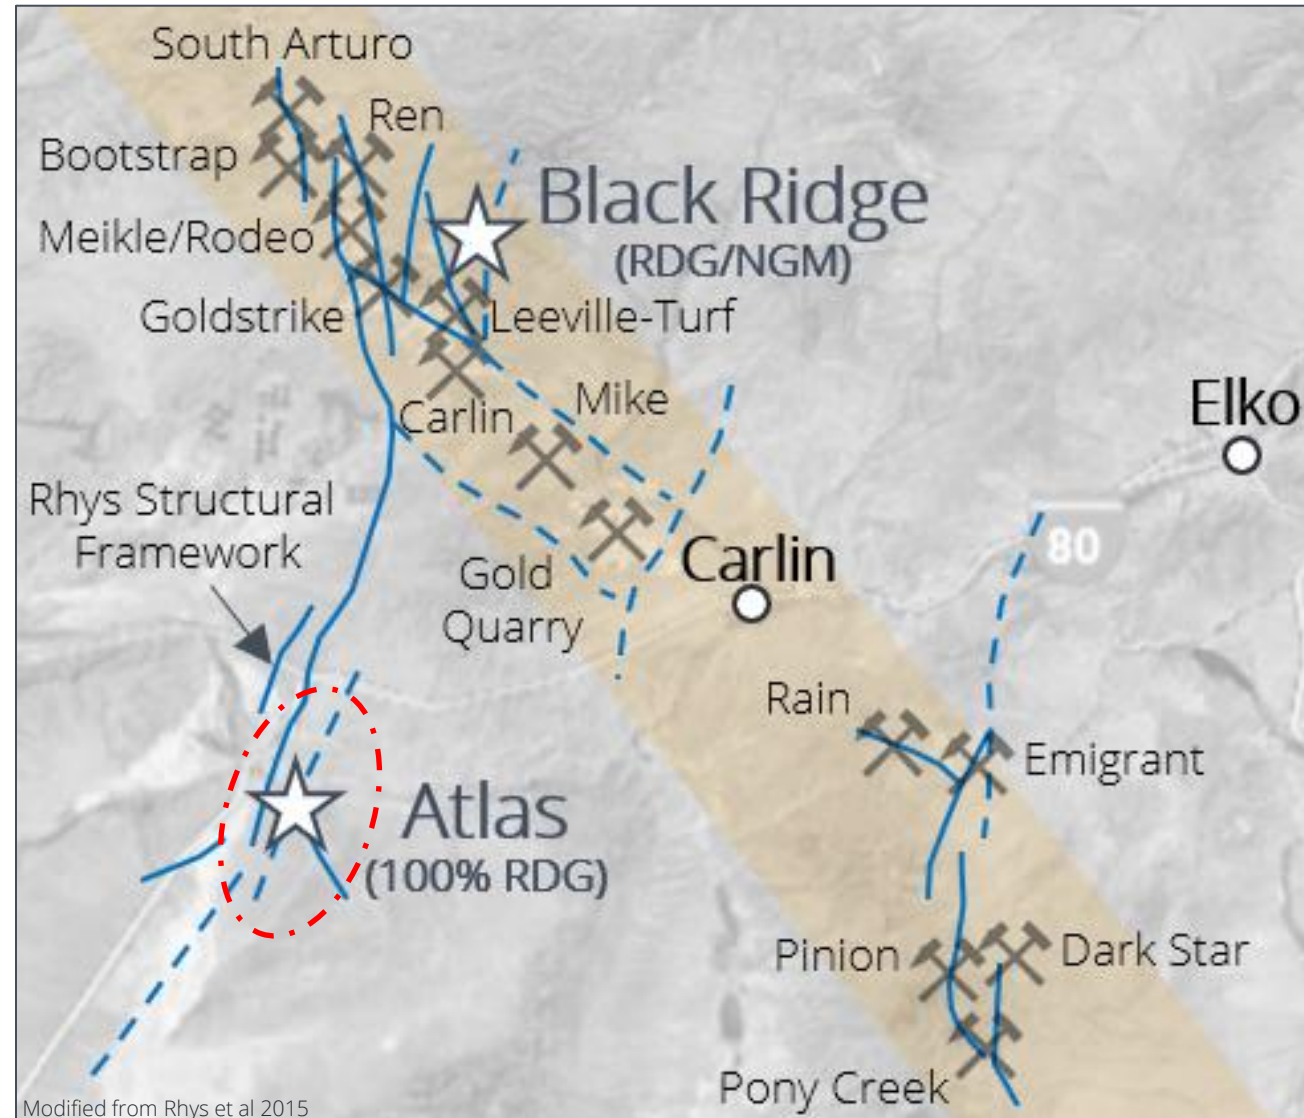 South Arturo
Ren
Bootstrap
Black Ridge
(RDG/NGM)
Meikle/Rodeo
Goldstrike
Leeville-Turf
Mike
Carlin
Elko
Rhys Structural
Framework
80
Carlin
Gold
Quarry
Rain
Emigrant
Atlas
(100% RDG)
Pinion
Dark Star
Pony Creek
Modified from Rhys et al 2015